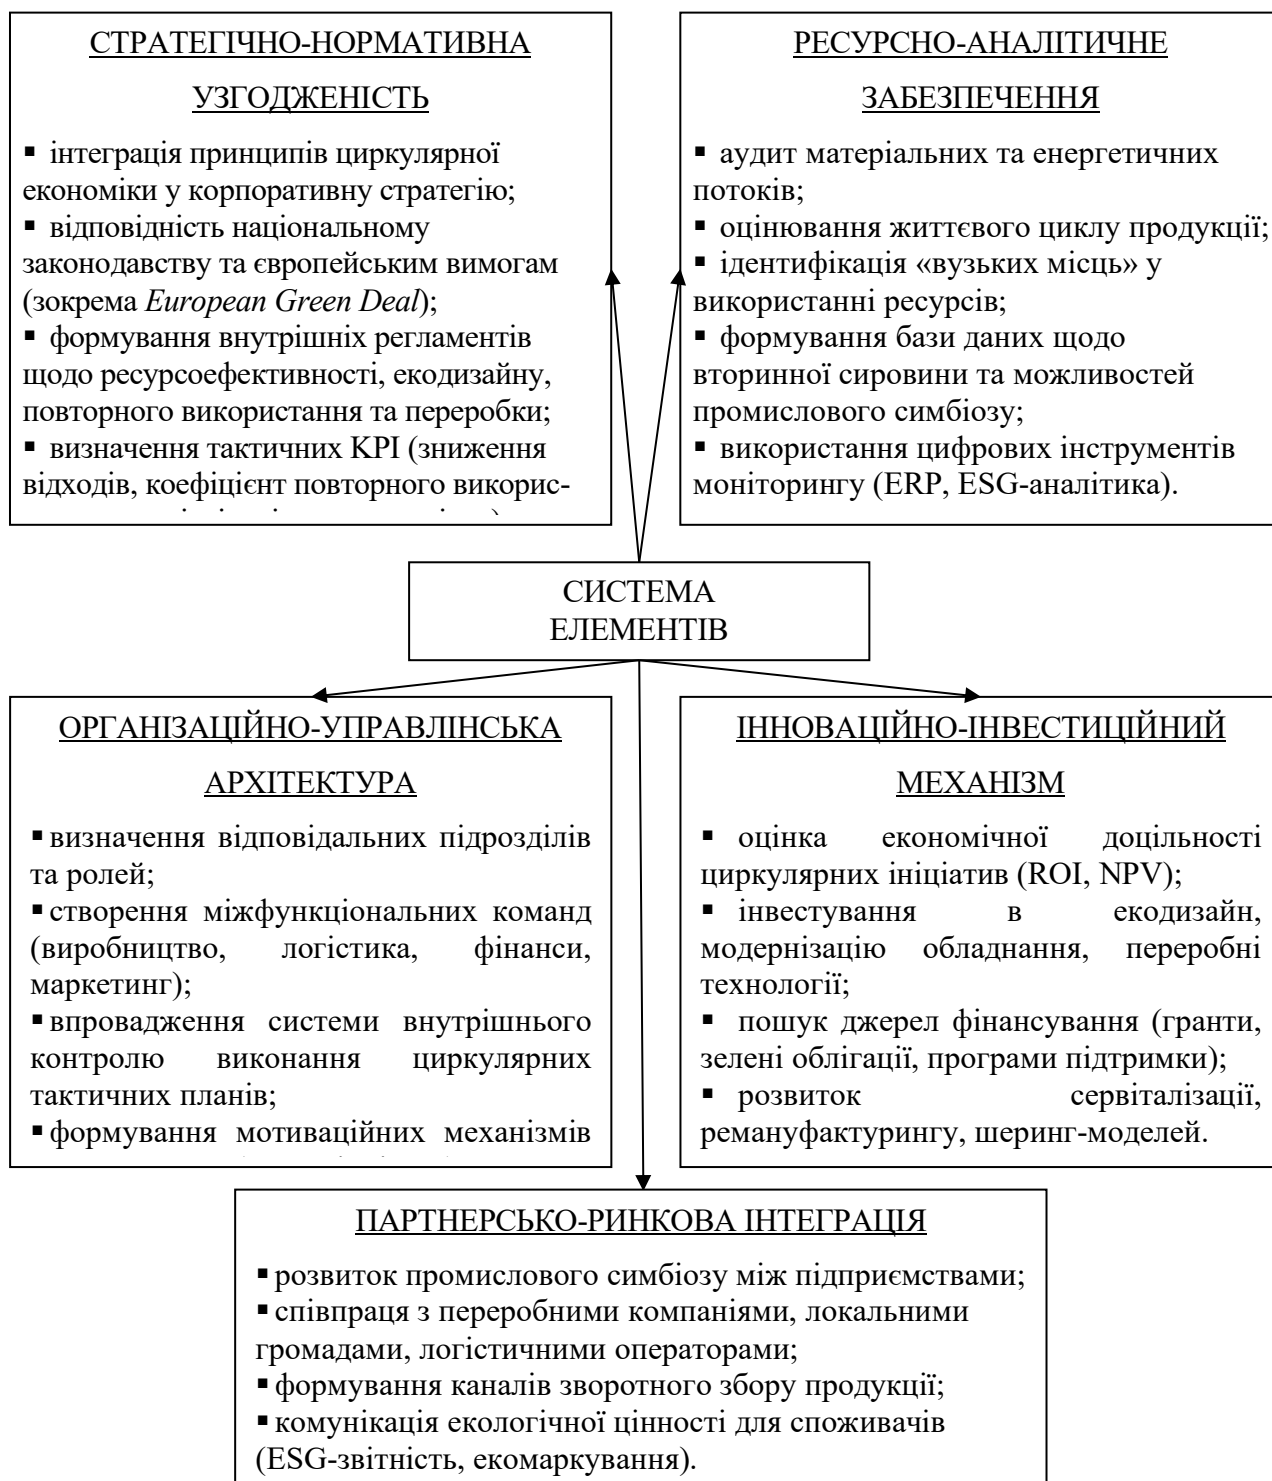 СТРАТЕГІЧНО-НОРМАТИВНА
УЗГОДЖЕНІСТЬ
▪ інтеграція принципів циркулярної
економіки у корпоративну стратегію;
▪ відповідність національному
законодавству та європейським вимогам
(зокрема European Green Deal);
▪ формування внутрішніх регламентів
щодо ресурсоефективності, екодизайну,
повторного використання та переробки;
▪ визначення тактичних KPI (зниження
відходів, коефіцієнт повторного викорис-
РЕСУРСНО-АНАЛІТИЧНЕ
ЗАБЕЗПЕЧЕННЯ
▪ аудит матеріальних та енергетичних
потоків;
▪ оцінювання життєвого циклу продукції;
▪ ідентифікація «вузьких місць» у
використанні ресурсів;
▪ формування бази даних щодо
вторинної сировини та можливостей
промислового симбіозу;
▪ використання цифрових інструментів
моніторингу (ERP, ESG-аналітика).
СИСТЕМА
ЕЛЕМЕНТІВ
ОРГАНІЗАЦІЙНО-УПРАВЛІНСЬКА
АРХІТЕКТУРА
▪ визначення відповідальних підрозділів
та ролей;
▪ створення міжфункціональних команд
(виробництво, логістика, фінанси,
маркетинг);
▪ впровадження системи внутрішнього
контролю виконання циркулярних
тактичних планів;
▪ формування мотиваційних механізмів
ІННОВАЦІЙНО-ІНВЕСТИЦІЙНИЙ
МЕХАНІЗМ
▪ оцінка економічної доцільності
циркулярних ініціатив (ROI, NPV);
▪ інвестування в екодизайн,
модернізацію обладнання, переробні
технології;
▪ пошук джерел фінансування (гранти,
зелені облігації, програми підтримки);
▪ розвиток сервіталізації,
ремануфактурингу, шеринг-моделей.
ПАРТНЕРСЬКО-РИНКОВА ІНТЕГРАЦІЯ
▪ розвиток промислового симбіозу між підприємствами;
▪ співпраця з переробними компаніями, локальними
громадами, логістичними операторами;
▪ формування каналів зворотного збору продукції;
▪ комунікація екологічної цінності для споживачів
(ESG-звітність, екомаркування).